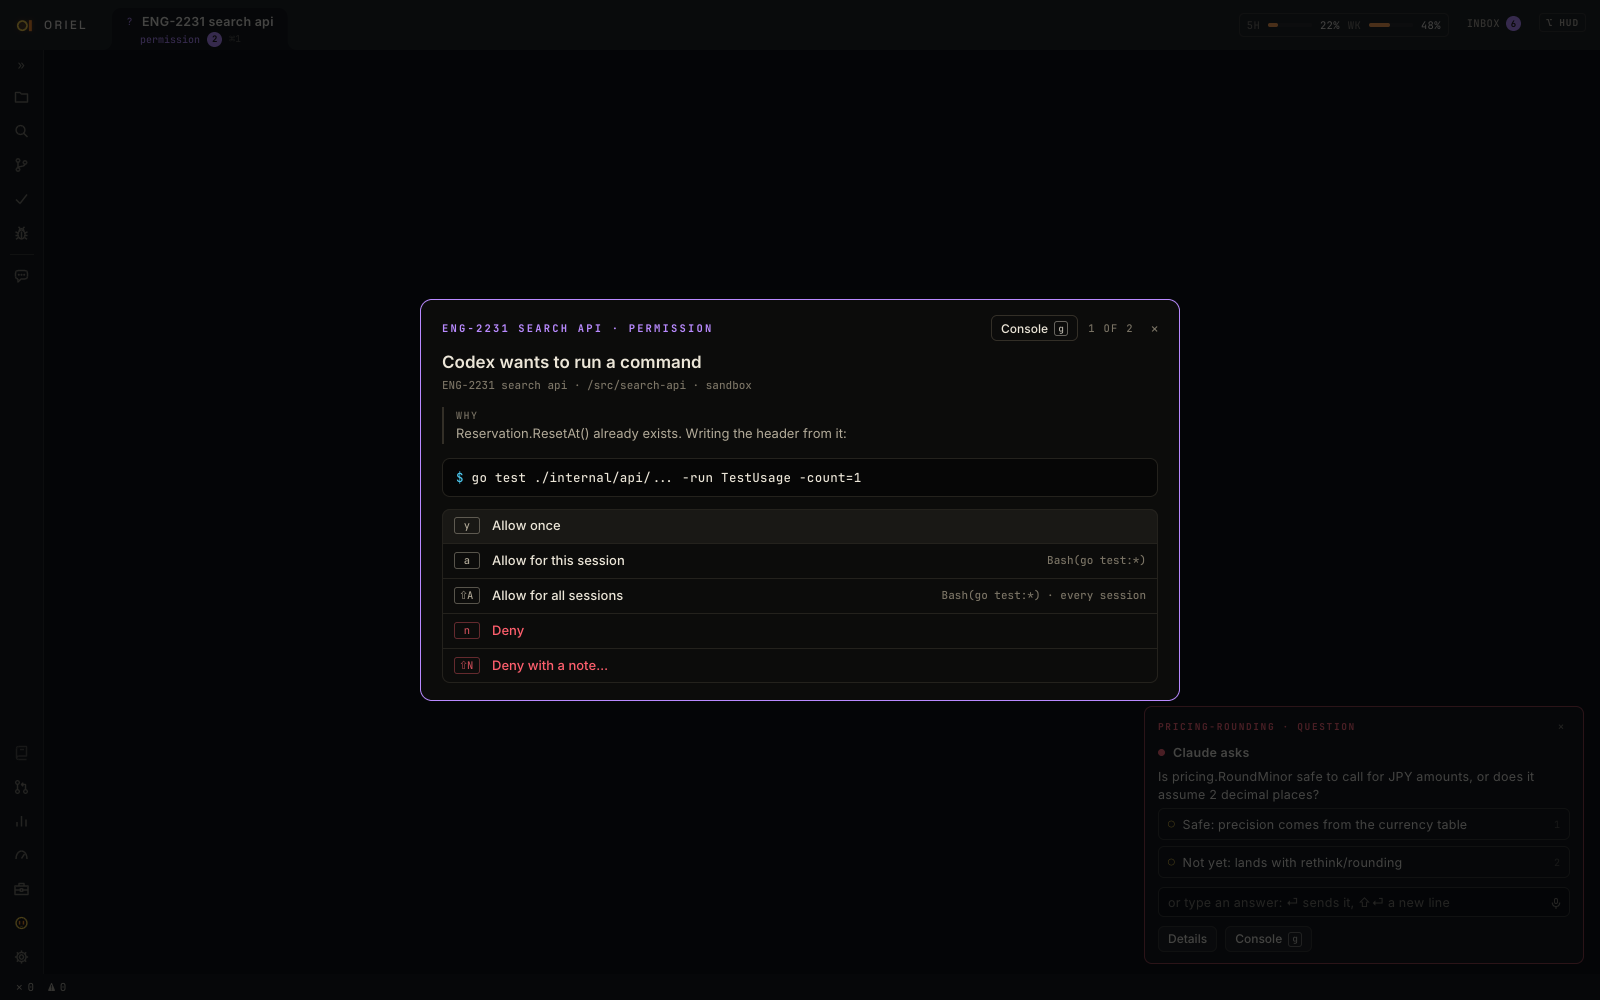 ORIEL
? ENG-2231 search api
permission 2 ⌘1
5H 22% WK 48%
INBOX 6
⌥ HUD
»
ENG-2231 SEARCH API · PERMISSION
Console g
1 OF 2
×
Codex wants to run a command
ENG-2231 search api · /src/search-api · sandbox
WHY
Reservation.ResetAt() already exists. Writing the header from it:
$ go test ./internal/api/... -run TestUsage -count=1
y Allow once
a Allow for this session Bash(go test:*)
⇧A Allow for all sessions Bash(go test:*) · every session
n Deny
⇧N Deny with a note…
PRICING-ROUNDING · QUESTION ×
Claude asks
Is pricing.RoundMinor safe to call for JPY amounts, or does it
assume 2 decimal places?
Safe: precision comes from the currency table 1
Not yet: lands with rethink/rounding 2
or type an answer: ⏎ sends it, ⇧⏎ a new line
Details
Console g
× 0 ▲ 0